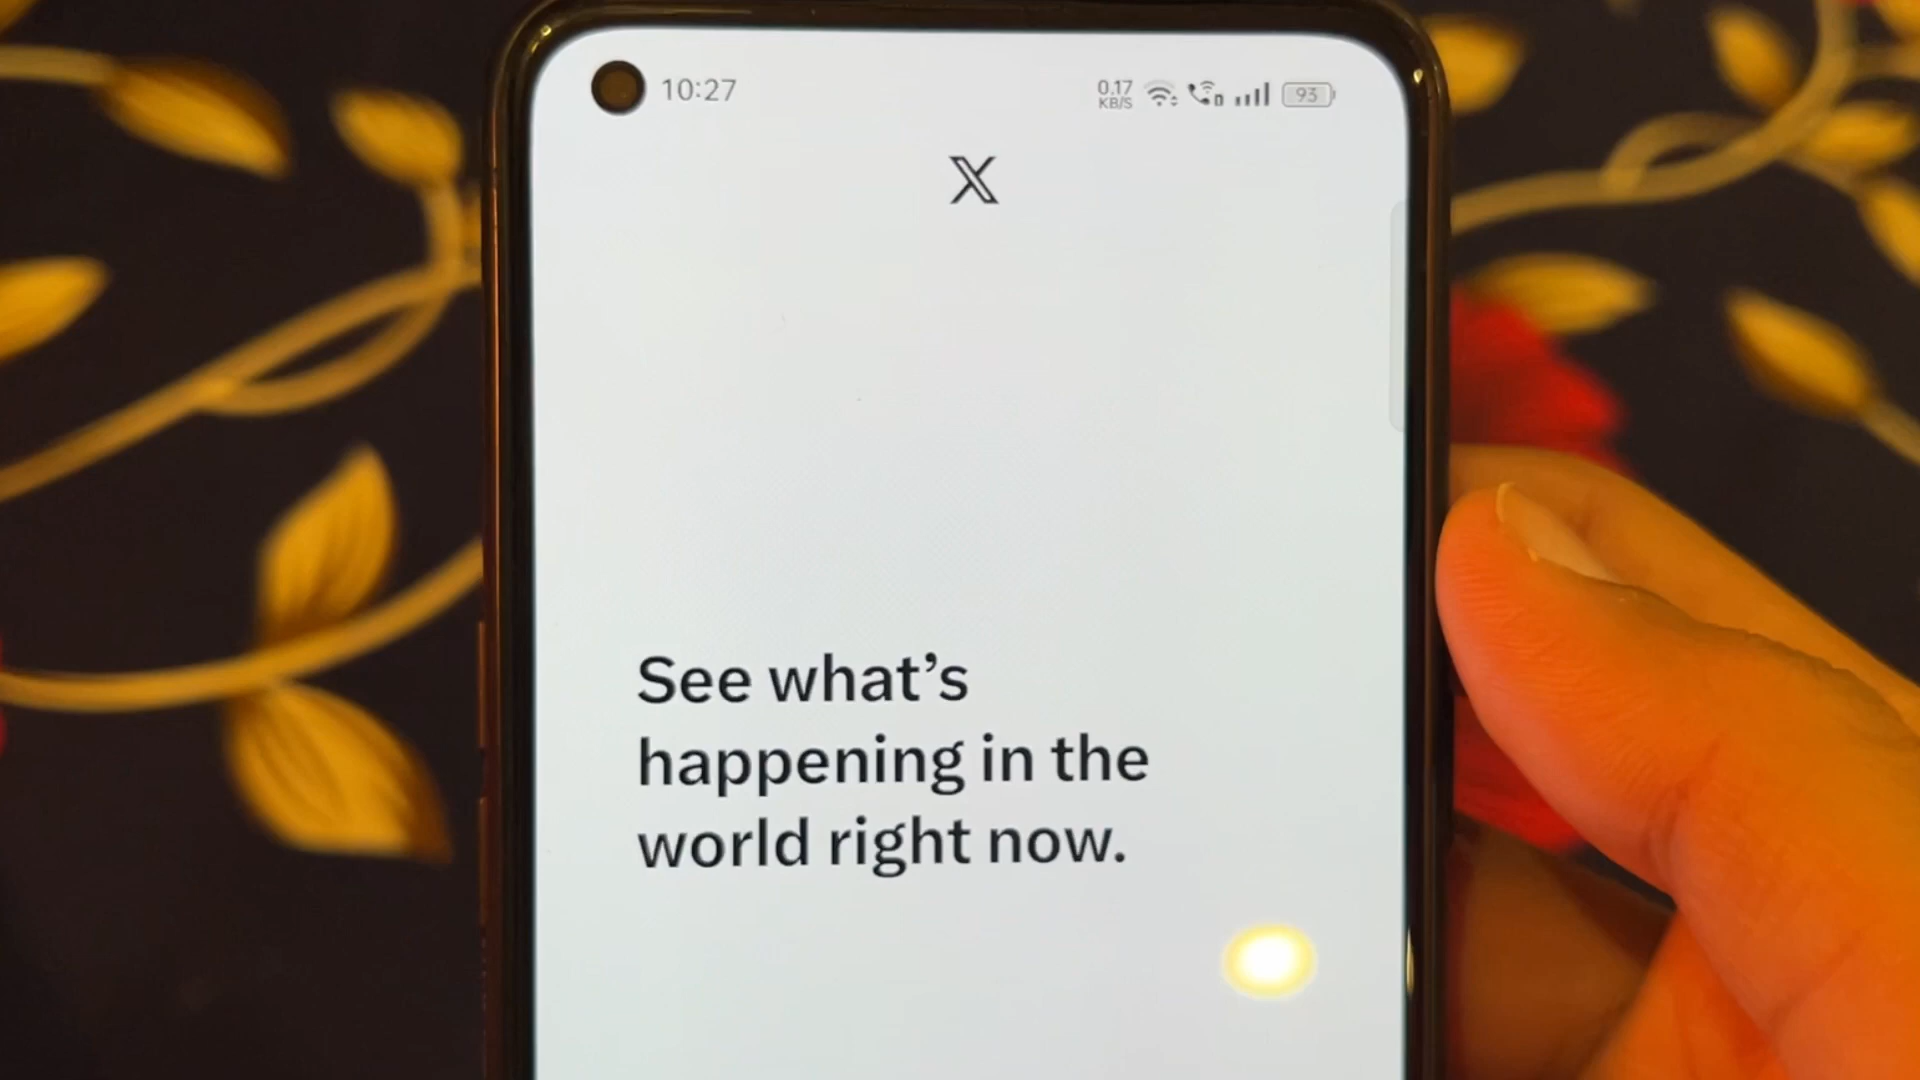 10:27
0.17
KB/S
93
X
See what’s
happening in the
world right now.